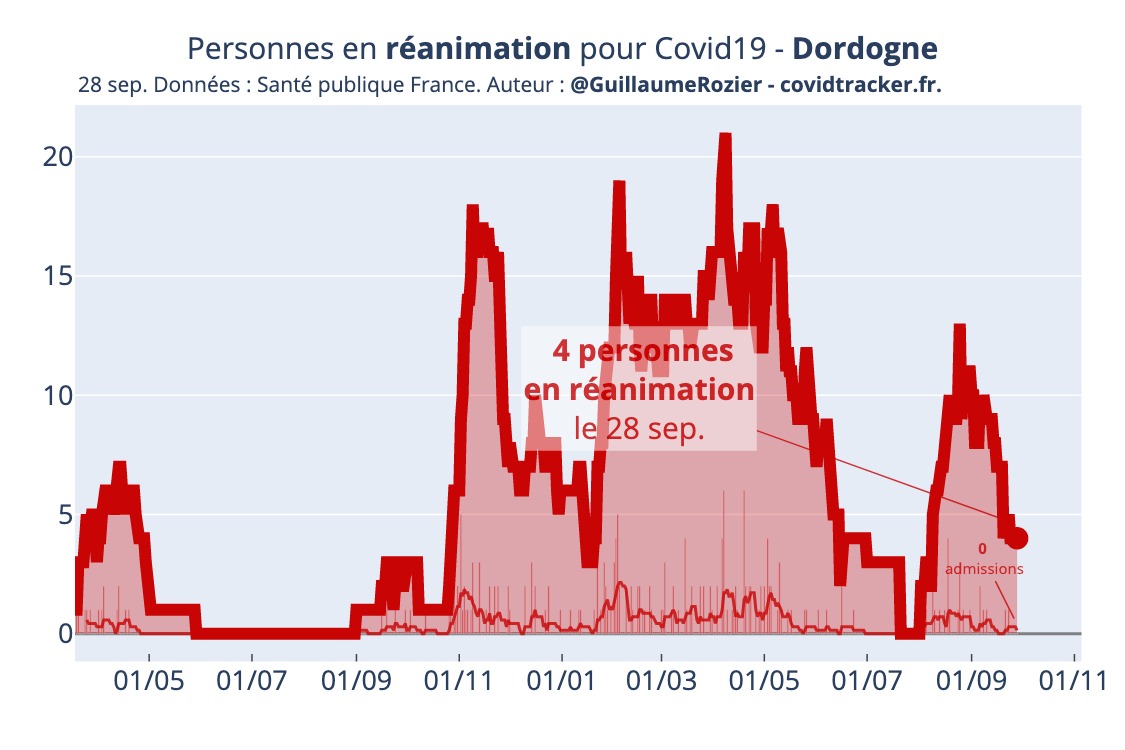 Personnes en réanimation pour Covid19 - Dordogne
28 sep. Données : Santé publique France. Auteur : @GuillaumeRozier - covidtracker.fr.
20
15
10
5
0
4 personnes
en réanimation
le 28 sep.
0
admissions
01/05 01/07 01/09 01/11 01/01 01/03 01/05 01/07 01/09 01/11